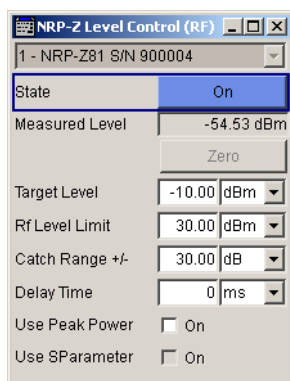 NRP-Z Level Control (RF)
1 - NRP-Z81 S/N 900004
State On
Measured Level -54.53 dBm
Zero
Target Level -10.00 dBm
Rf Level Limit 30.00 dBm
Catch Range +/- 30.00 dB
Delay Time 0 ms
Use Peak Power On
Use SParameter On